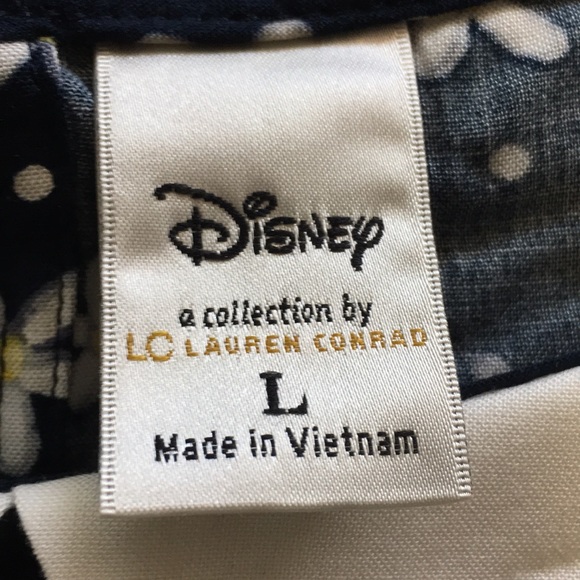 Disney
a collection by
LC LAUREN CONRAD
L
Made in Vietnam